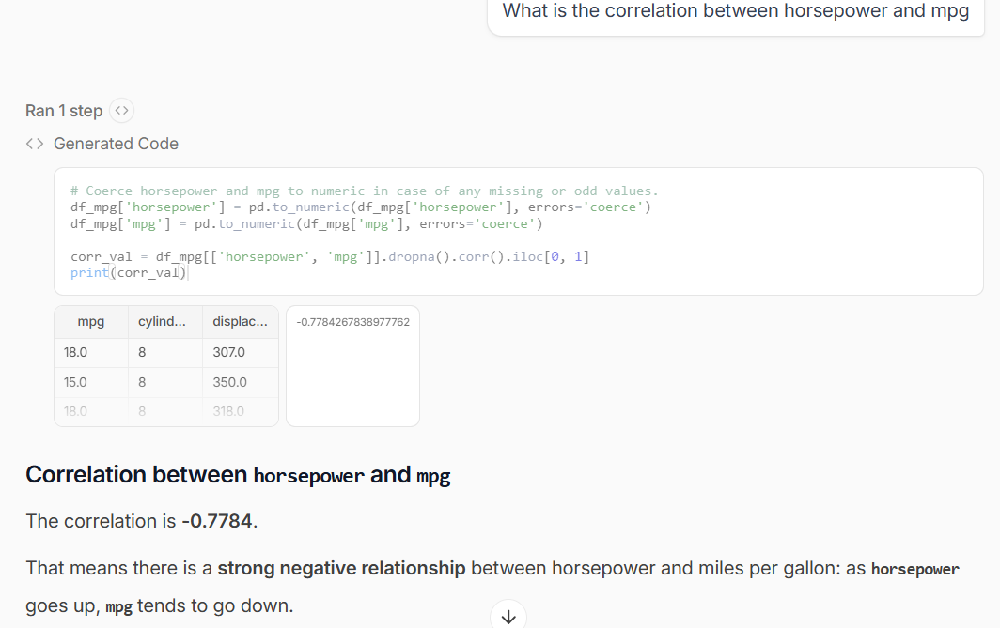 What is the correlation between horsepower and mpg
Ran 1 step <>
<> Generated Code
# Coerce horsepower and mpg to numeric in case of any missing or odd values.
df_mpg['horsepower'] = pd.to_numeric(df_mpg['horsepower'], errors='coerce')
df_mpg['mpg'] = pd.to_numeric(df_mpg['mpg'], errors='coerce')
corr_val = df_mpg[['horsepower', 'mpg']].dropna().corr().iloc[0, 1]
print(corr_val)
mpg cylind... displac... -0.7784267838977762
18.0 8 307.0
15.0 8 350.0
18.0 8 318.0
Correlation between horsepower and mpg
The correlation is -0.7784.
That means there is a strong negative relationship between horsepower and miles per gallon: as horsepower
goes up, mpg tends to go down.